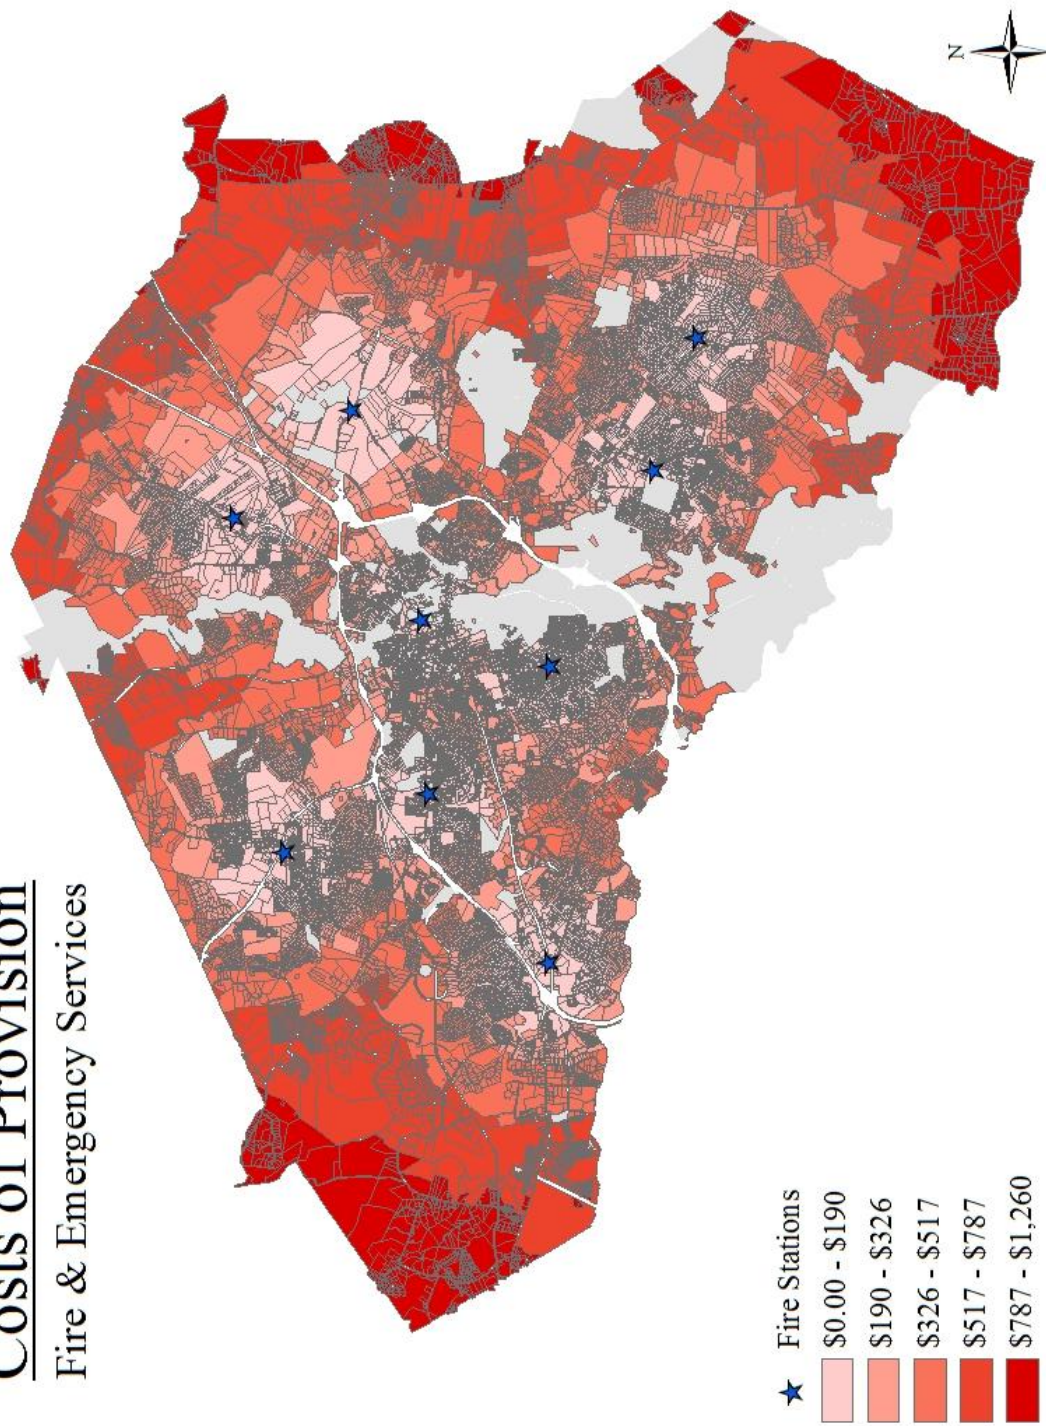 Costs of Provision
Fire & Emergency Services
N
Fire Stations
$0.00 - $190
$190 - $326
$326 - $517
$517 - $787
$787 - $1,260